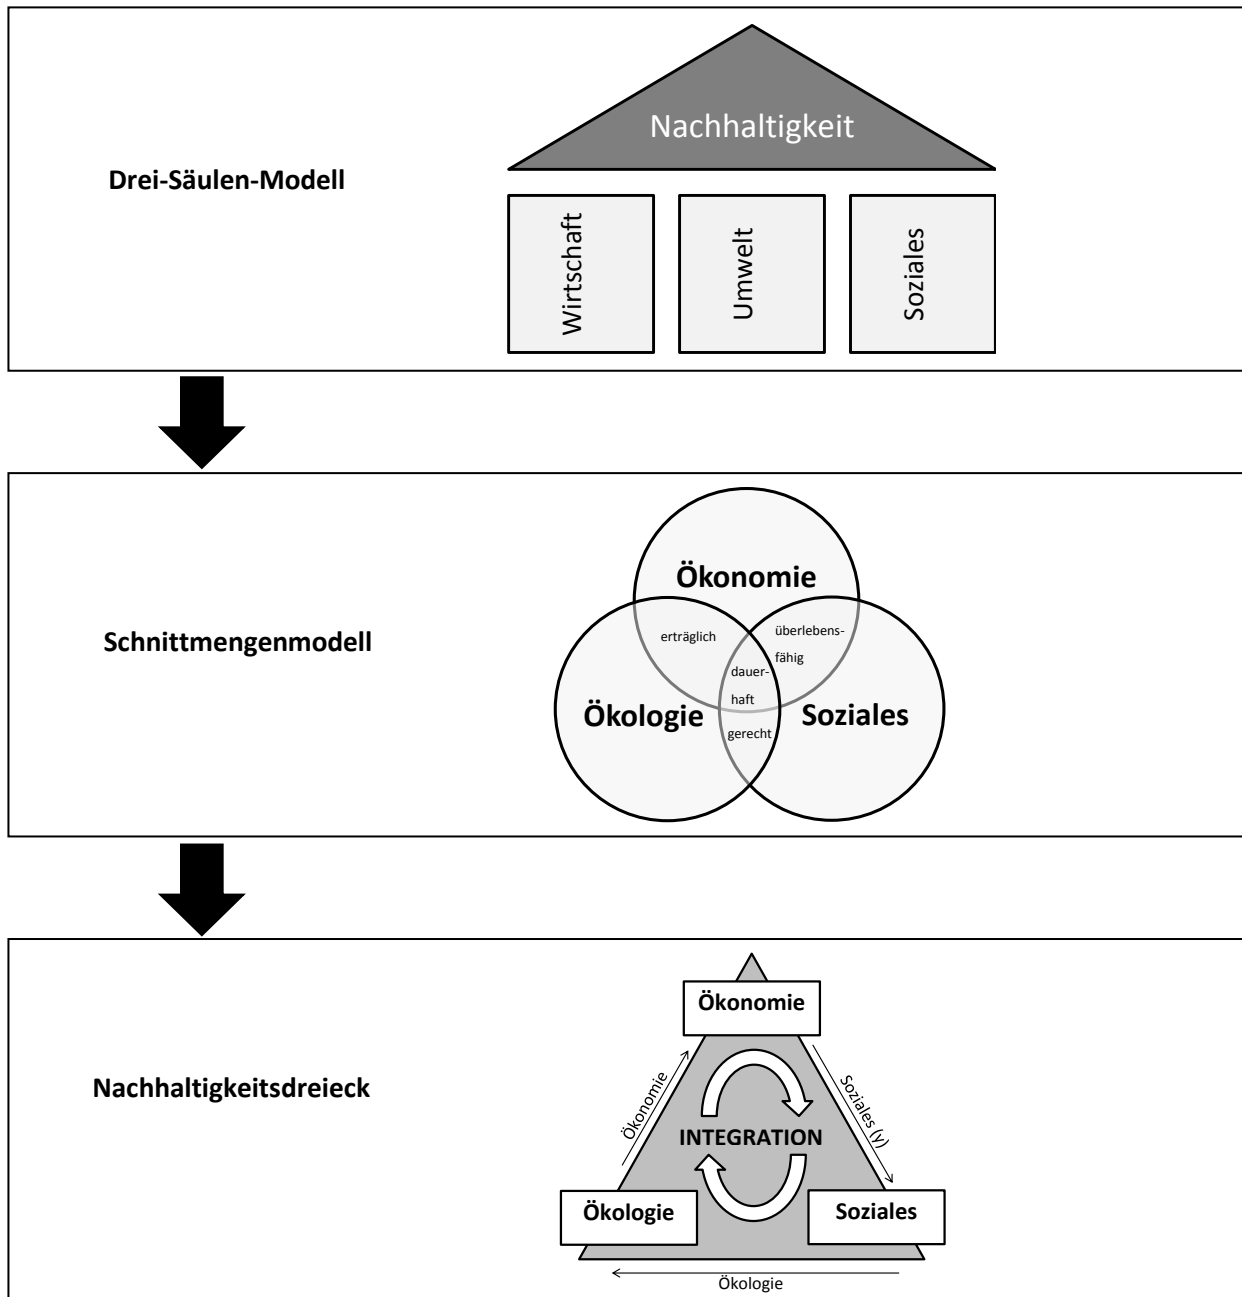 Nachhaltigkeit
Drei-Säulen-Modell
Wirtschaft
Umwelt
Soziales
Ökonomie
erträglich
überlebens-
fähig
Schnittmengenmodell
dauer-
haft
Ökologie
Soziales
gerecht
Ökonomie
Nachhaltigkeitsdreieck
Ökonomie
Soziales (y)
INTEGRATION
Ökologie
Soziales
Ökologie